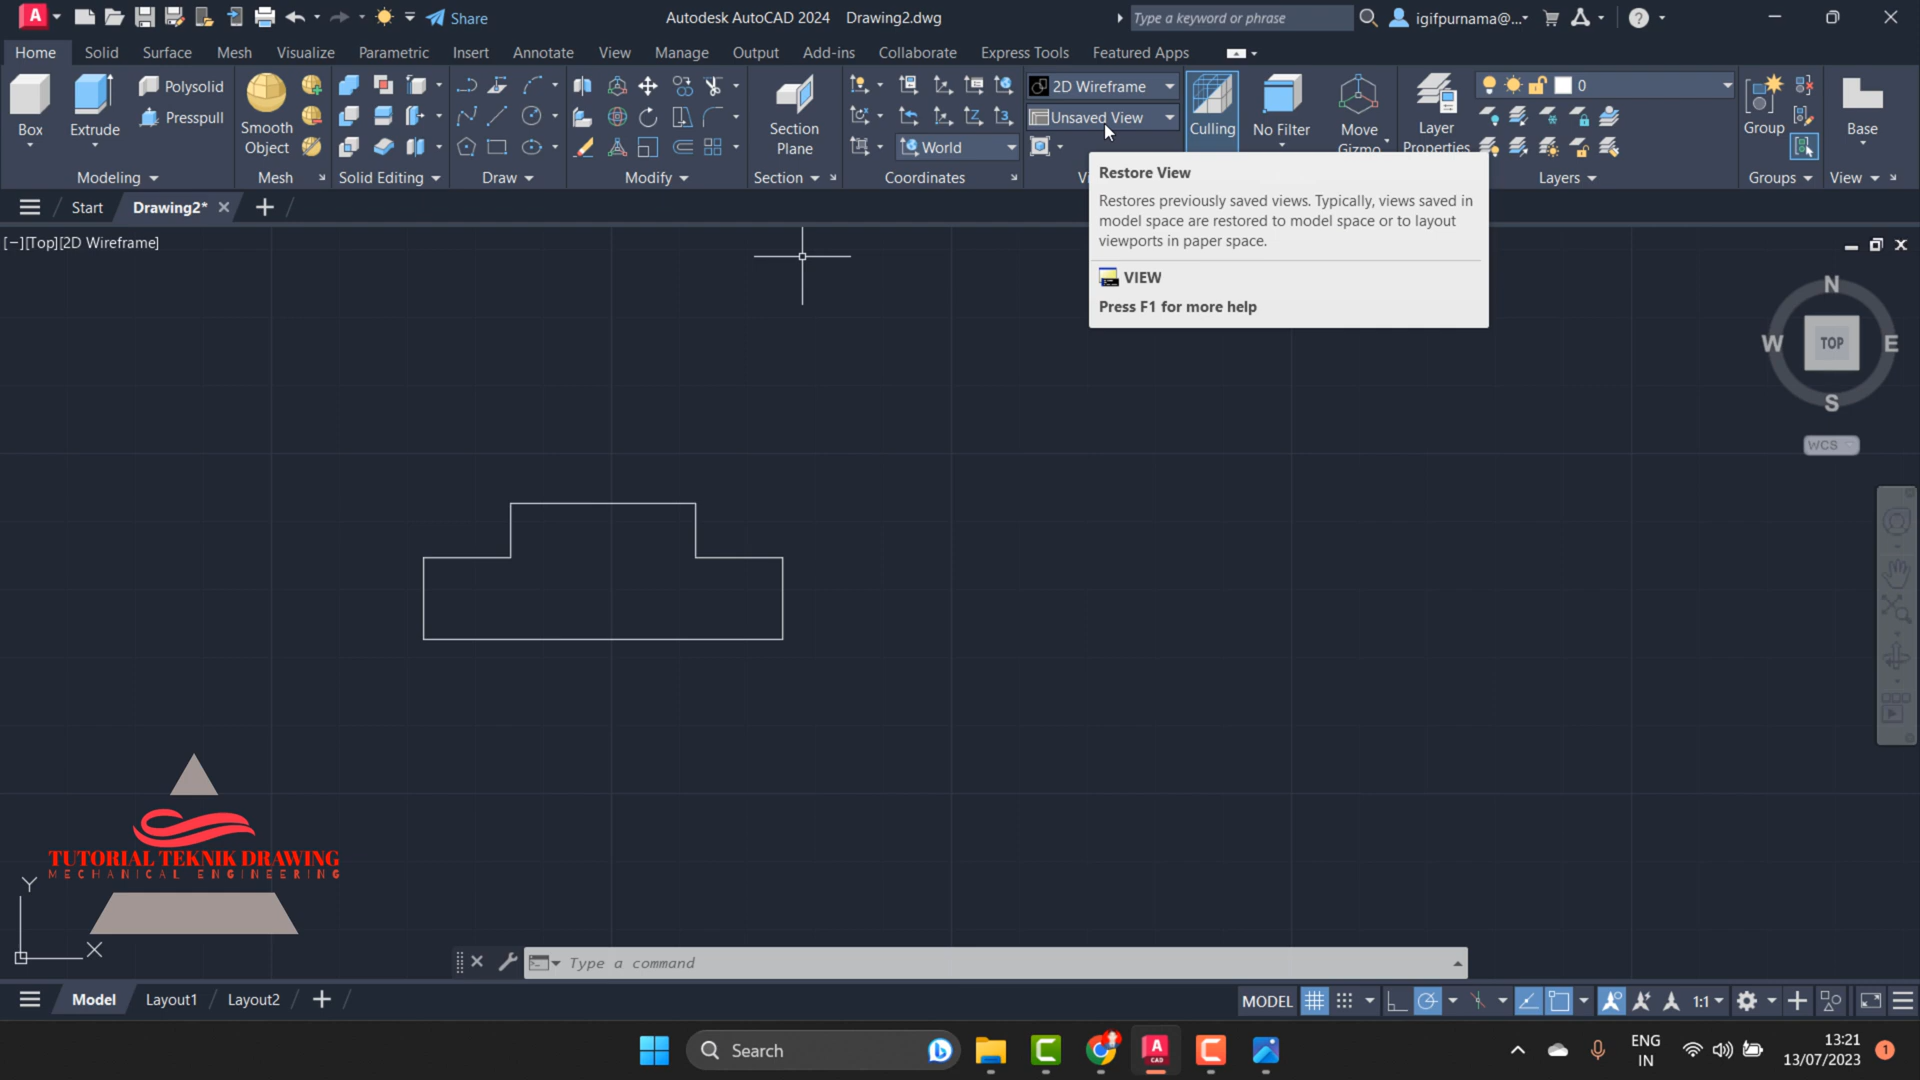 Share
Autodesk AutoCAD 2024 Drawing2.dwg
Type a keyword or phrase
igifpurnama@...
Home Solid Surface Mesh Visualize Parametric Insert Annotate View Manage Output Add-ins Collaborate Express Tools Featured Apps
Box
Extrude
Polysolid
Presspull
Smooth
Object
Section
Plane
World
2D Wireframe
Unsaved View
Culling
No Filter
Move
Gizmo
Layer
Properties
0
Group
Base
Modeling
Mesh
Solid Editing
Draw
Modify
Section
Coordinates
Layers
Groups
View
Start
Drawing2*
[−][Top][2D Wireframe]
Restore View
Restores previously saved views. Typically, views saved in
model space are restored to model space or to layout
viewports in paper space.
VIEW
Press F1 for more help
N
W
TOP
E
S
WCS
TUTORIAL TEKNIK DRAWING
MECHANICAL ENGINEERING
Y
X
Type a command
Model
Layout1
Layout2
MODEL
1:1
Search
ENG
IN
13:21
13/07/2023
1